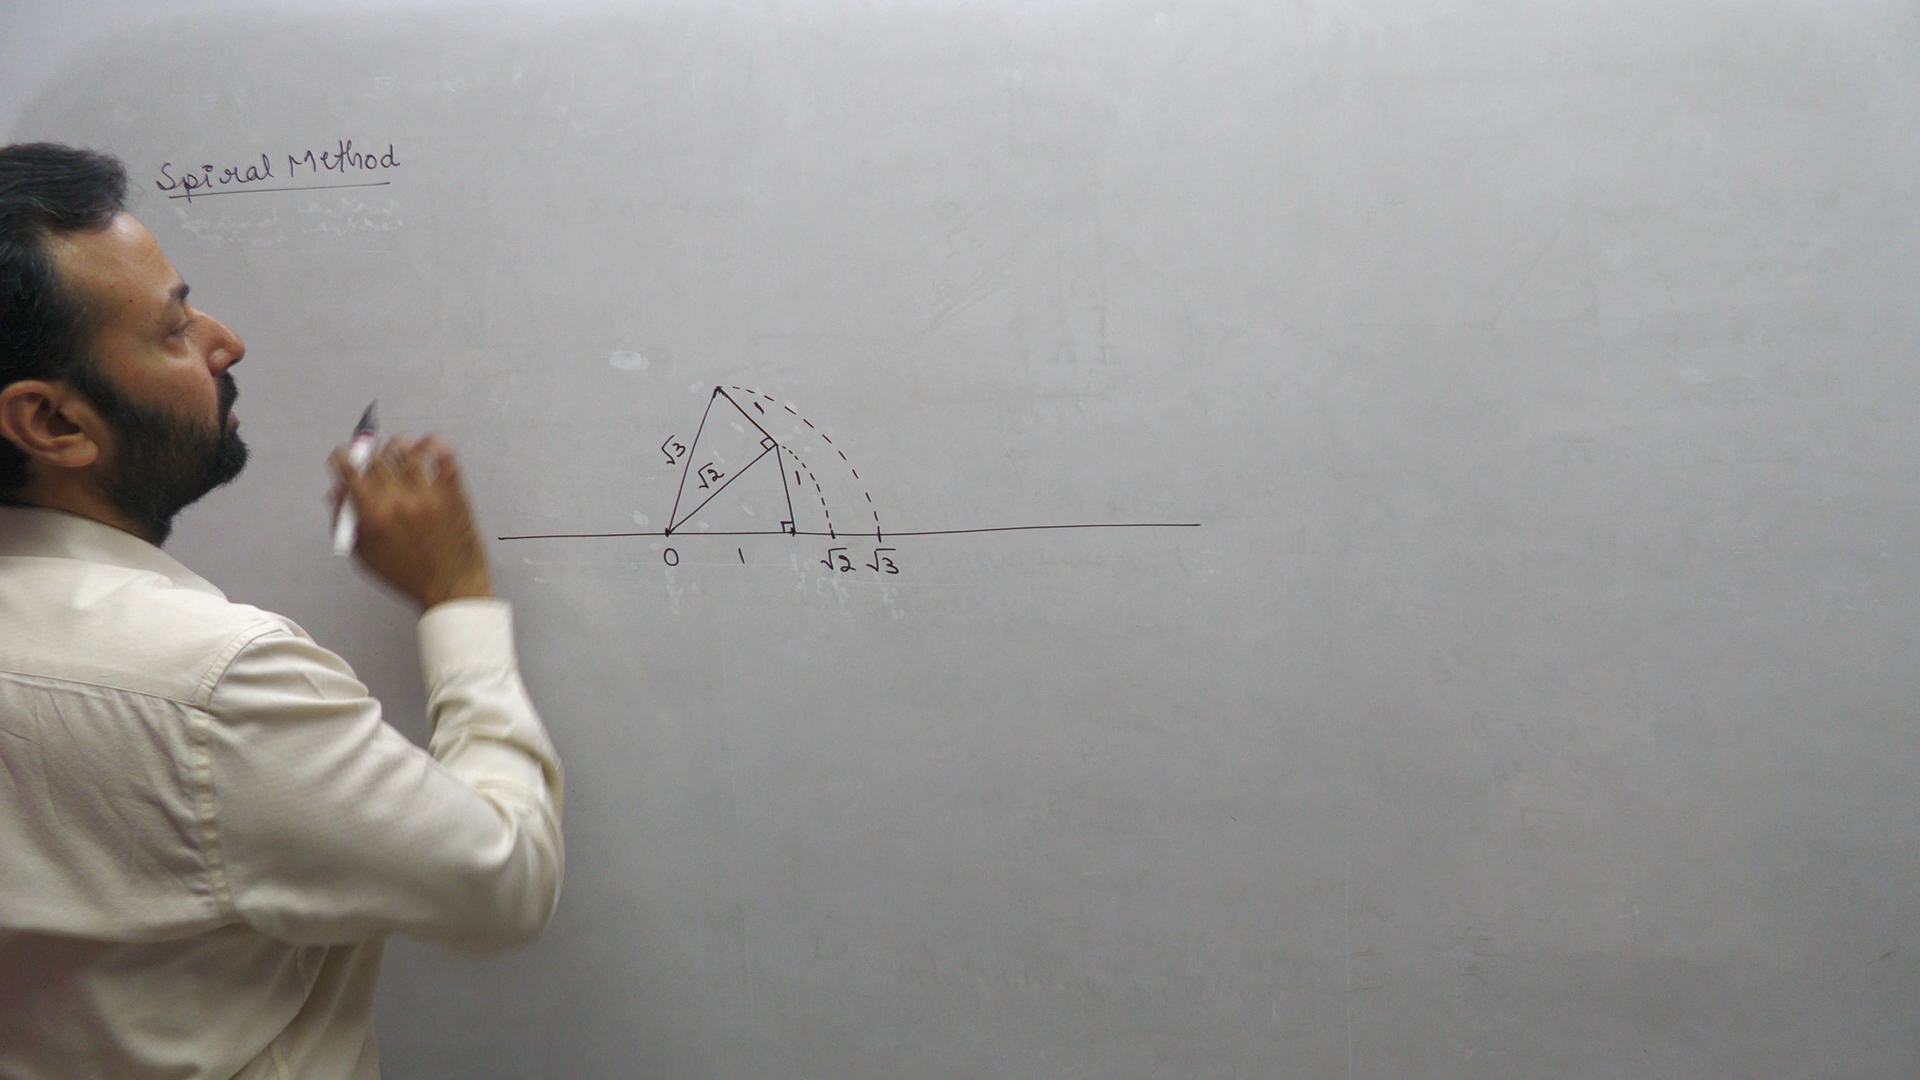 Spiral Method
1
√3
√2
1
0 1 √2 √3